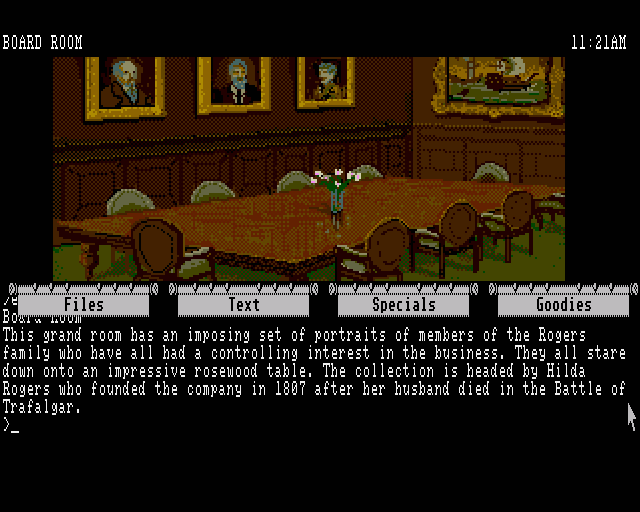 BOARD ROOM 11:21AM
Files Text Specials Goodies
Board Room
This grand room has an imposing set of portraits of members of the Rogers
family who have all had a controlling interest in the business. They all stare
down onto an impressive rosewood table. The collection is headed by Hilda
Rogers who founded the company in 1807 after her husband died in the Battle of
Trafalgar.
>_